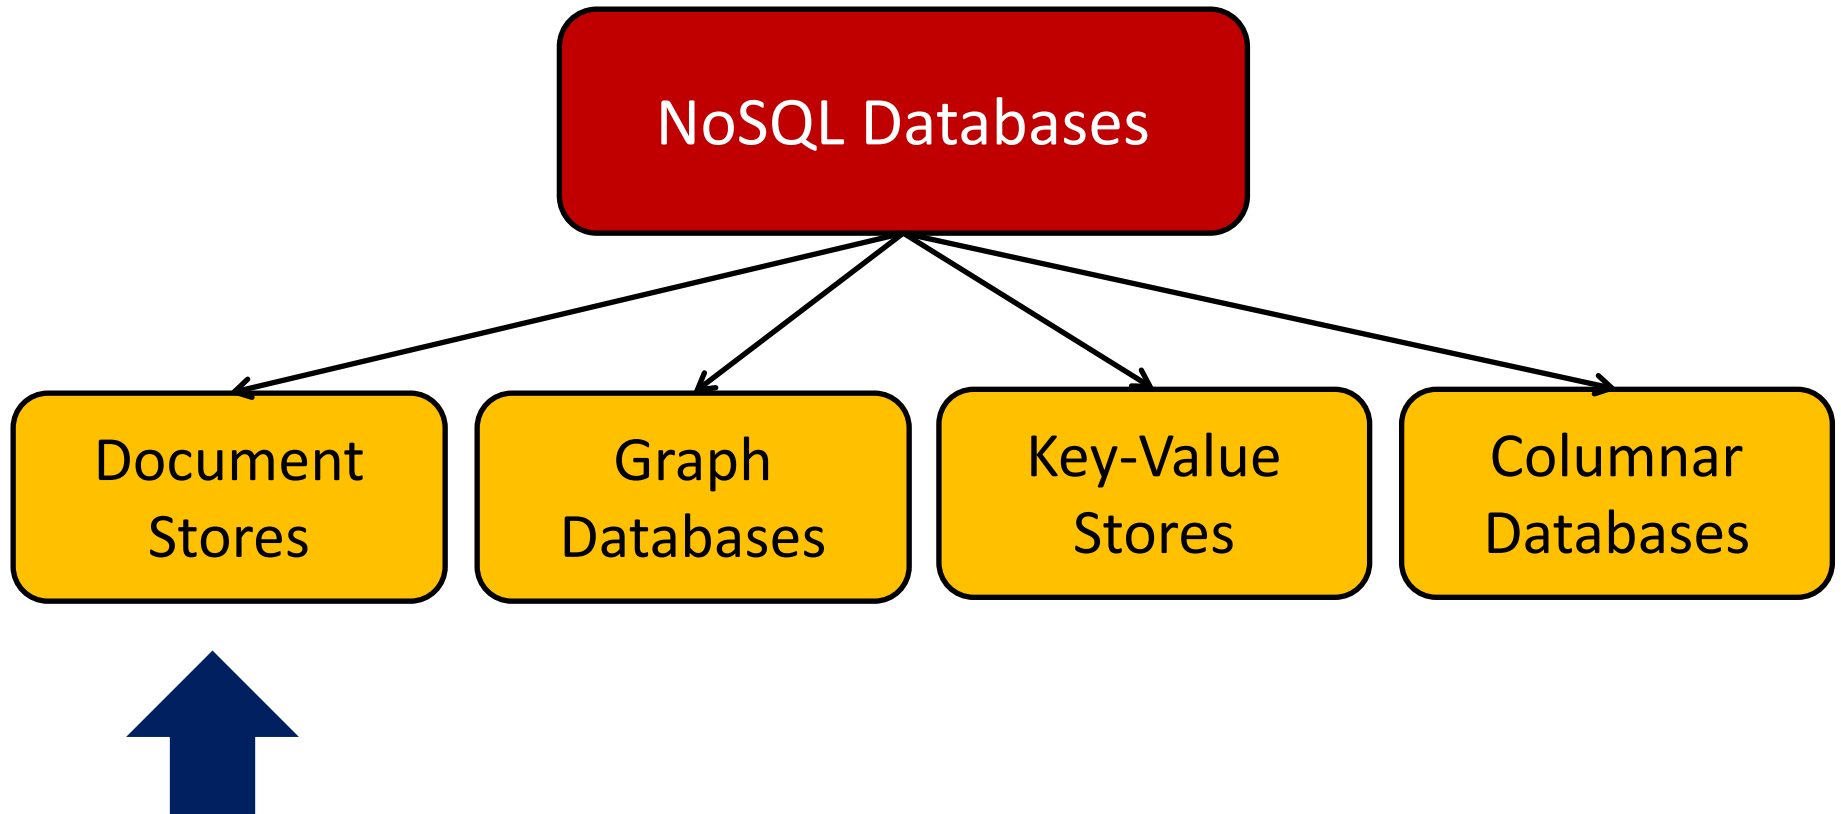 NoSQL Databases
Document
Stores
Graph
Databases
Key-Value
Stores
Columnar
Databases